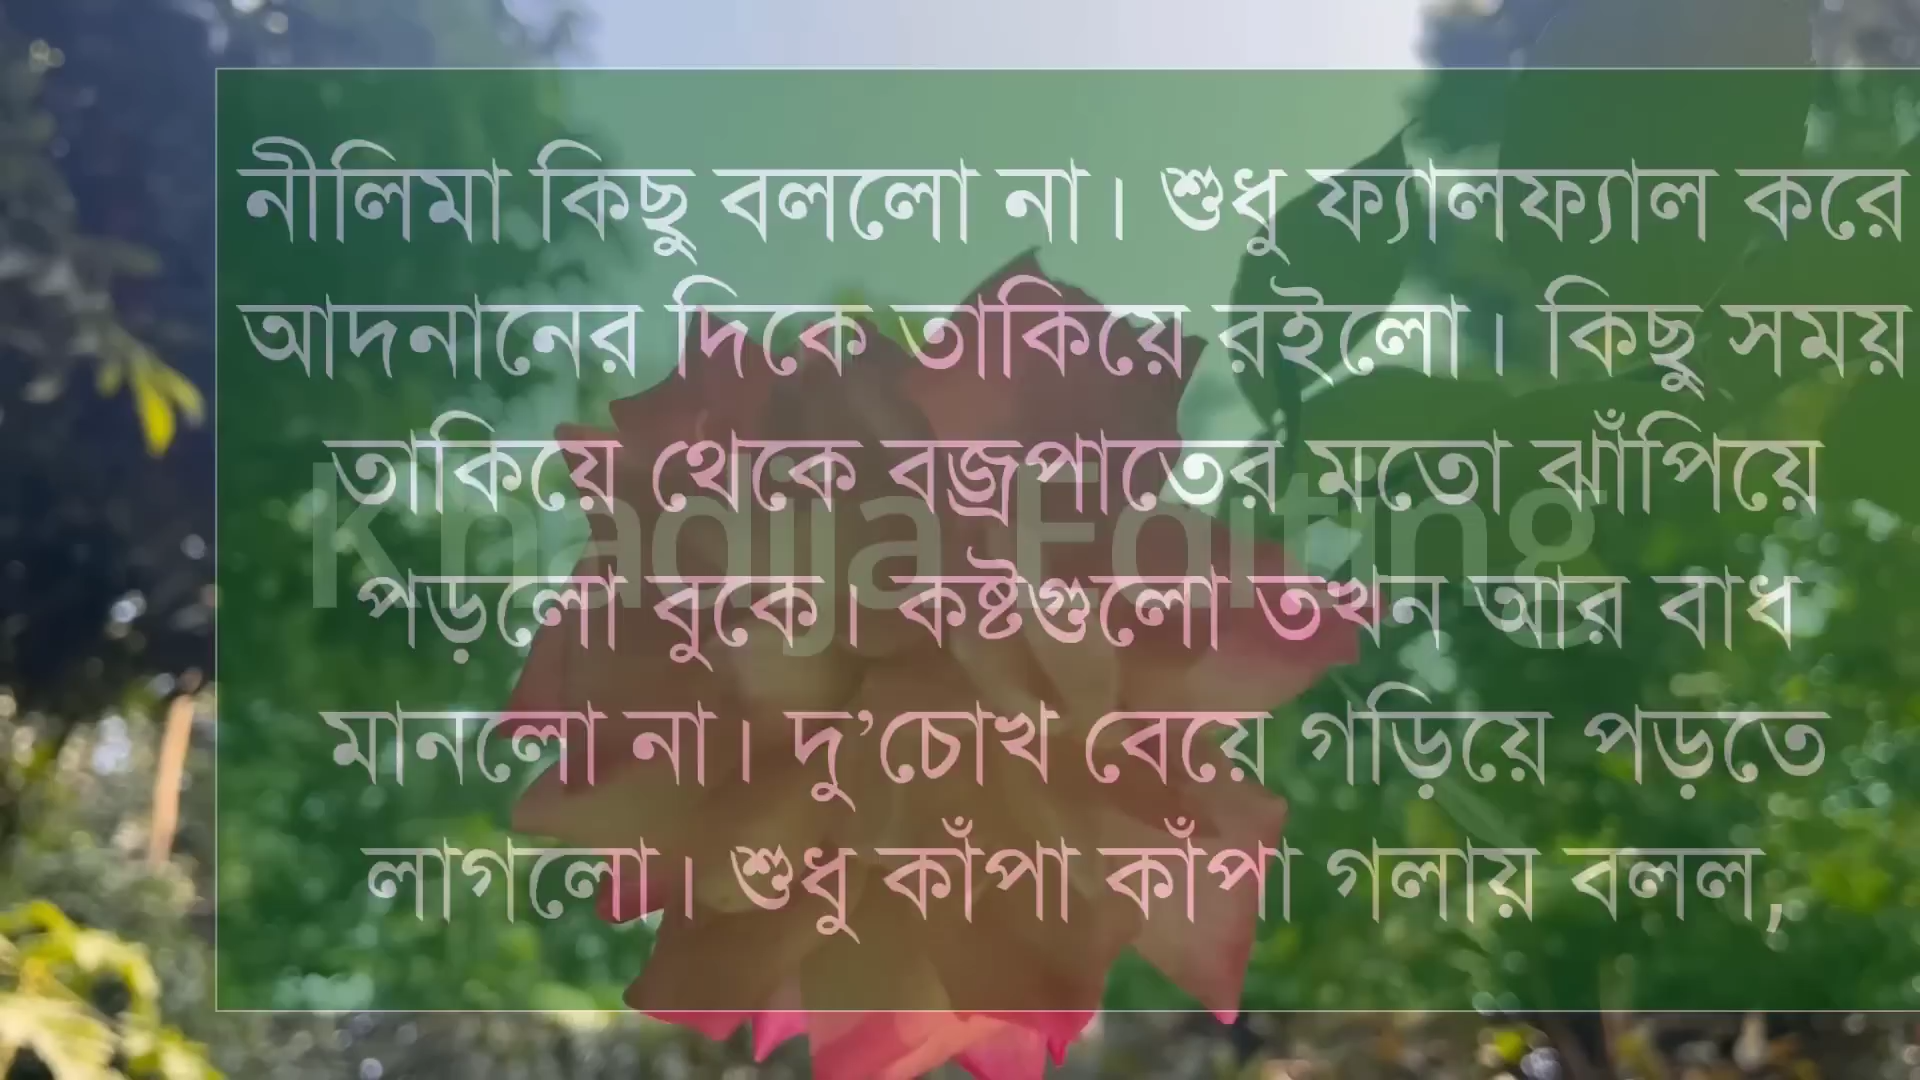 নীলিমা কিছু বললো না। শুধু ফ্যালফ্যাল করে
আদনানের দিকে তাকিয়ে রইলো। কিছু সময়
তাকিয়ে থেকে বজ্রপাতের মতো ঝাঁপিয়ে
Khadija Editing
পড়লো বুকে। কষ্টগুলো তখন আর বাধ
মানলো না। দু’চোখ বেয়ে গড়িয়ে পড়তে
লাগলো। শুধু কাঁপা কাঁপা গলায় বলল,